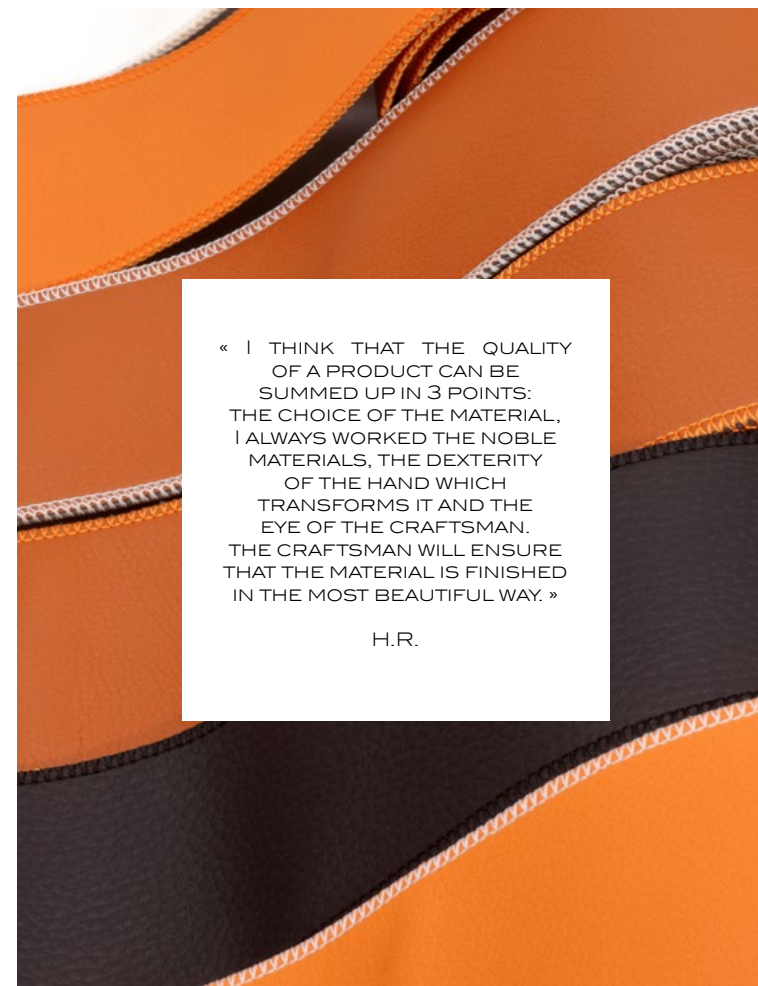 « I THINK THAT THE QUALITY
OF A PRODUCT CAN BE
SUMMED UP IN 3 POINTS:
THE CHOICE OF THE MATERIAL,
I ALWAYS WORKED THE NOBLE
MATERIALS, THE DEXTERITY
OF THE HAND WHICH
TRANSFORMS IT AND THE
EYE OF THE CRAFTSMAN.
THE CRAFTSMAN WILL ENSURE
THAT THE MATERIAL IS FINISHED
IN THE MOST BEAUTIFUL WAY. »
H.R.